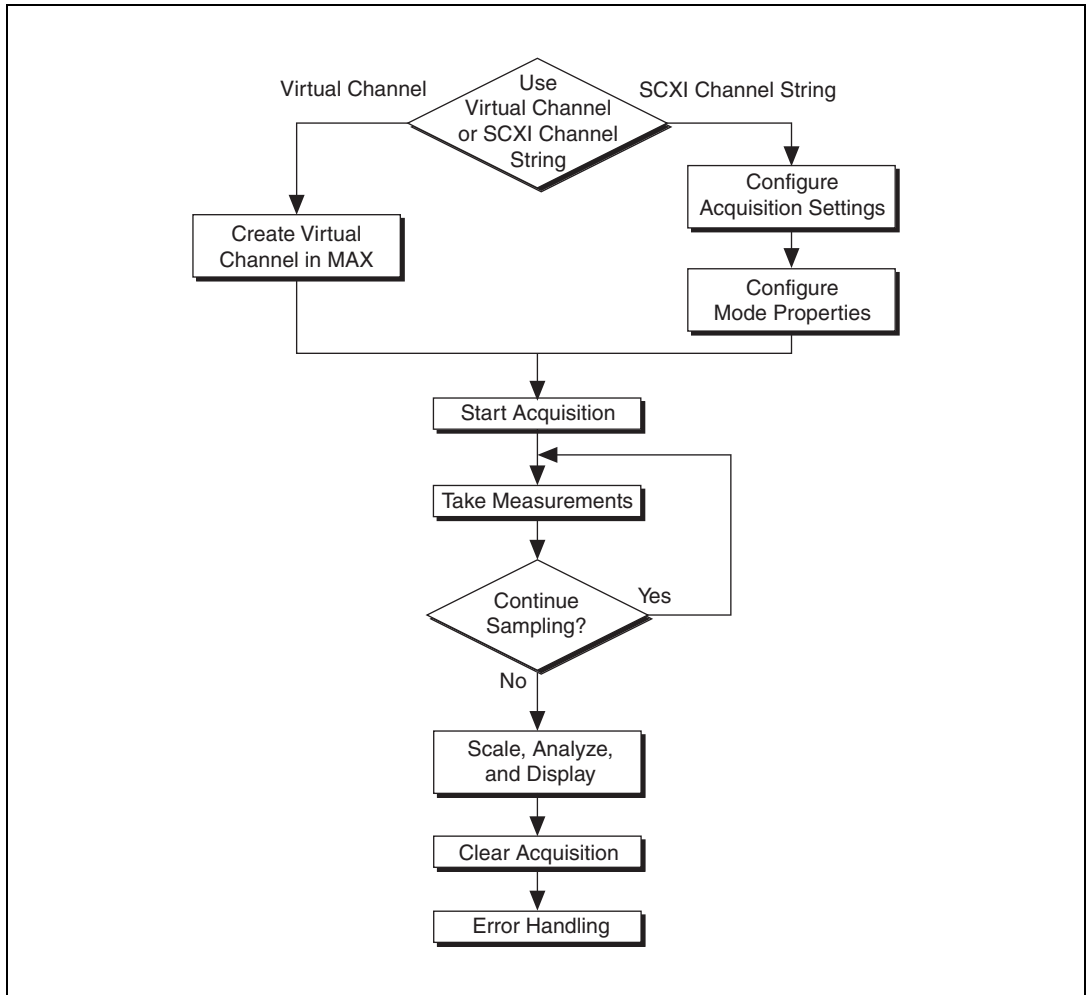 Use
Virtual Channel
or SCXI Channel
String
Virtual Channel
SCXI Channel String
Create Virtual
Channel in MAX
Configure
Acquisition Settings
Configure
Mode Properties
Start Acquisition
Take Measurements
Continue
Sampling?
Yes
No
Scale, Analyze,
and Display
Clear Acquisition
Error Handling